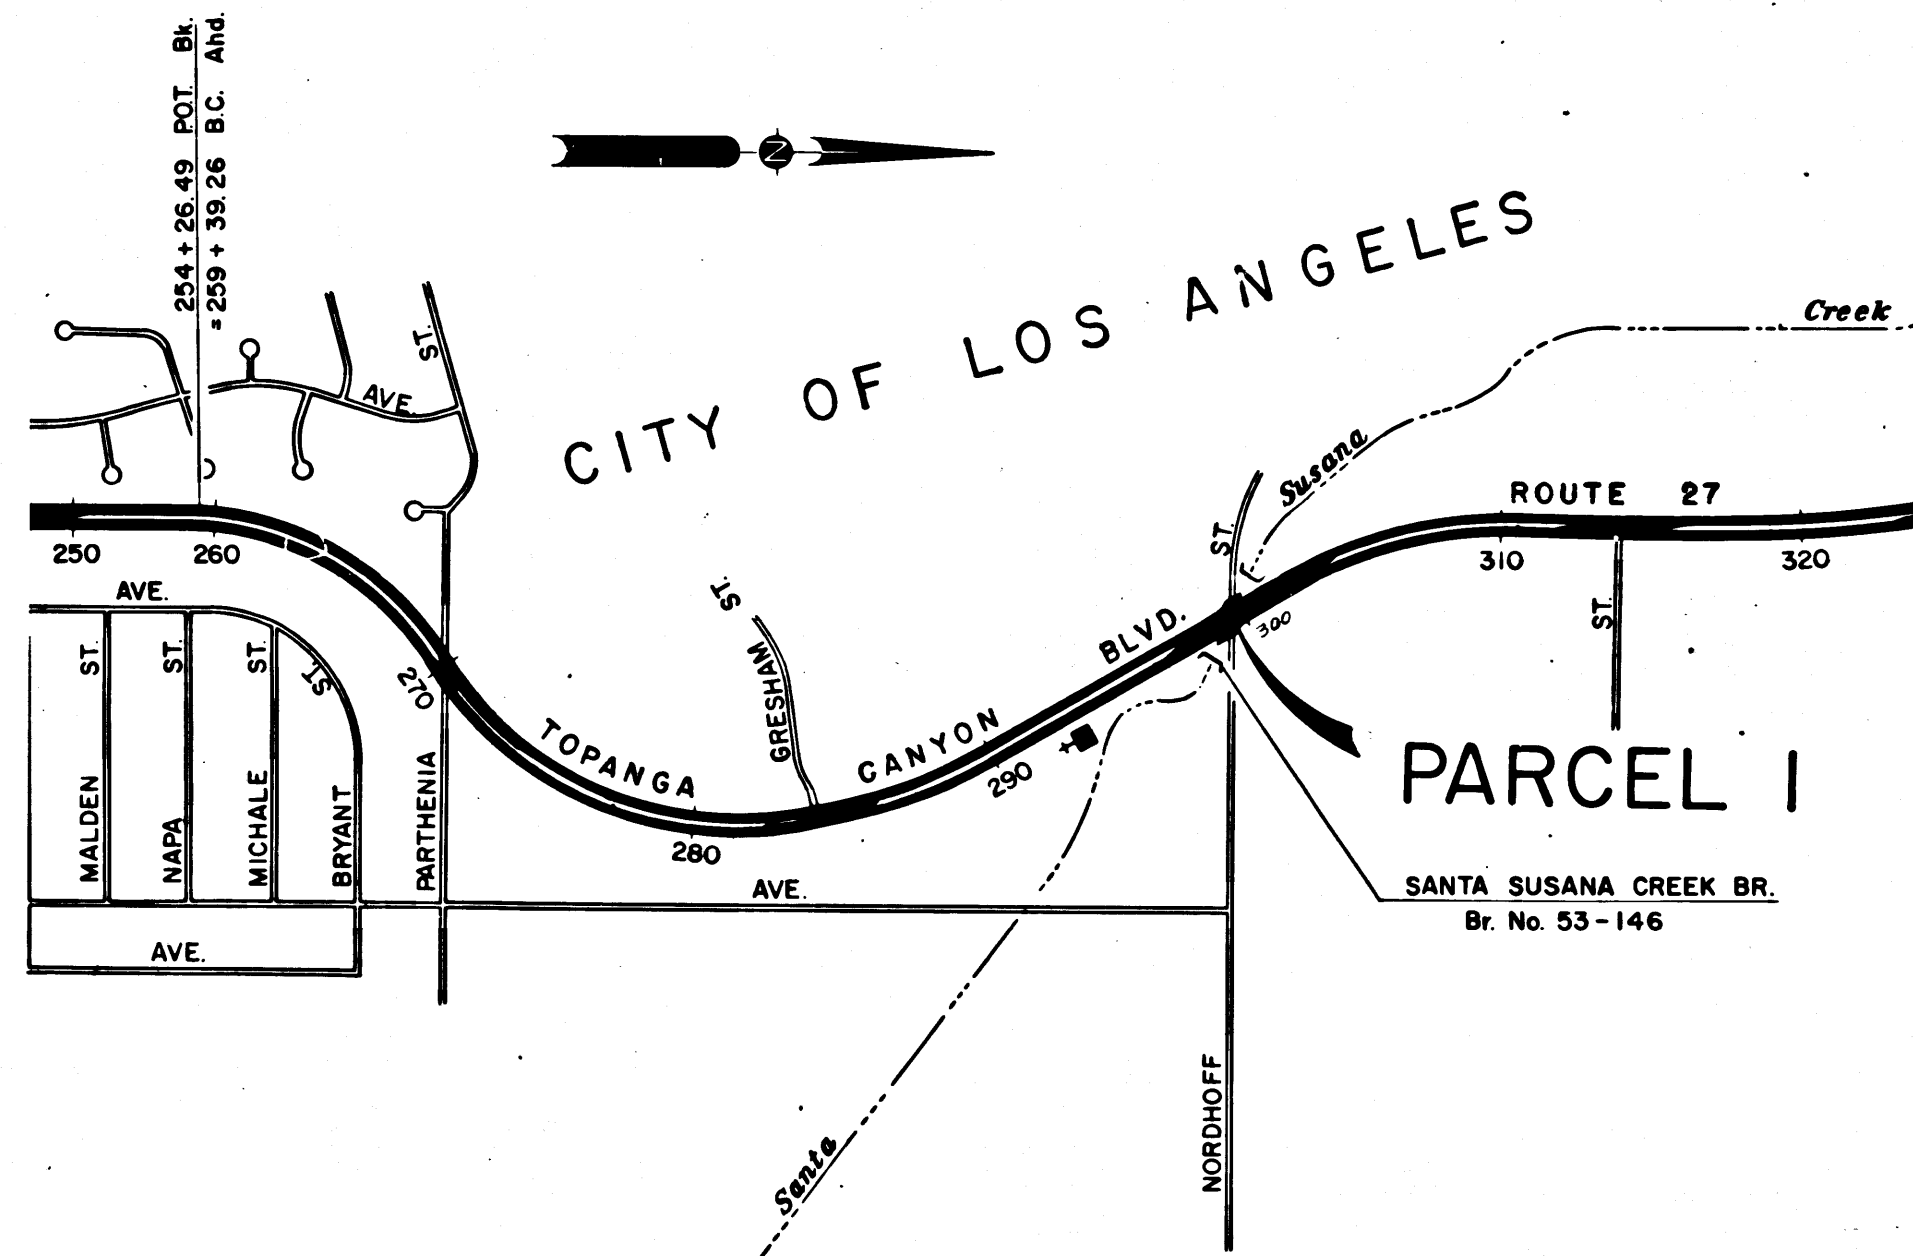 254 + 26.49 P.O.T. Bk.
= 259 + 39.26 B.C. Ahd.
N
CITY OF LOS ANGELES
Creek
Susana
Santa
ST.
AVE.
ROUTE 27
250
260
270
280
290
300
310
320
AVE.
MALDEN ST.
NAPA ST.
MICHALE ST.
BRYANT ST.
PARTHENIA
TOPANGA CANYON BLVD.
GRESHAM ST.
ST.
ST.
NORDHOFF
AVE.
AVE.
PARCEL 1
SANTA SUSANA CREEK BR.
Br. No. 53-146